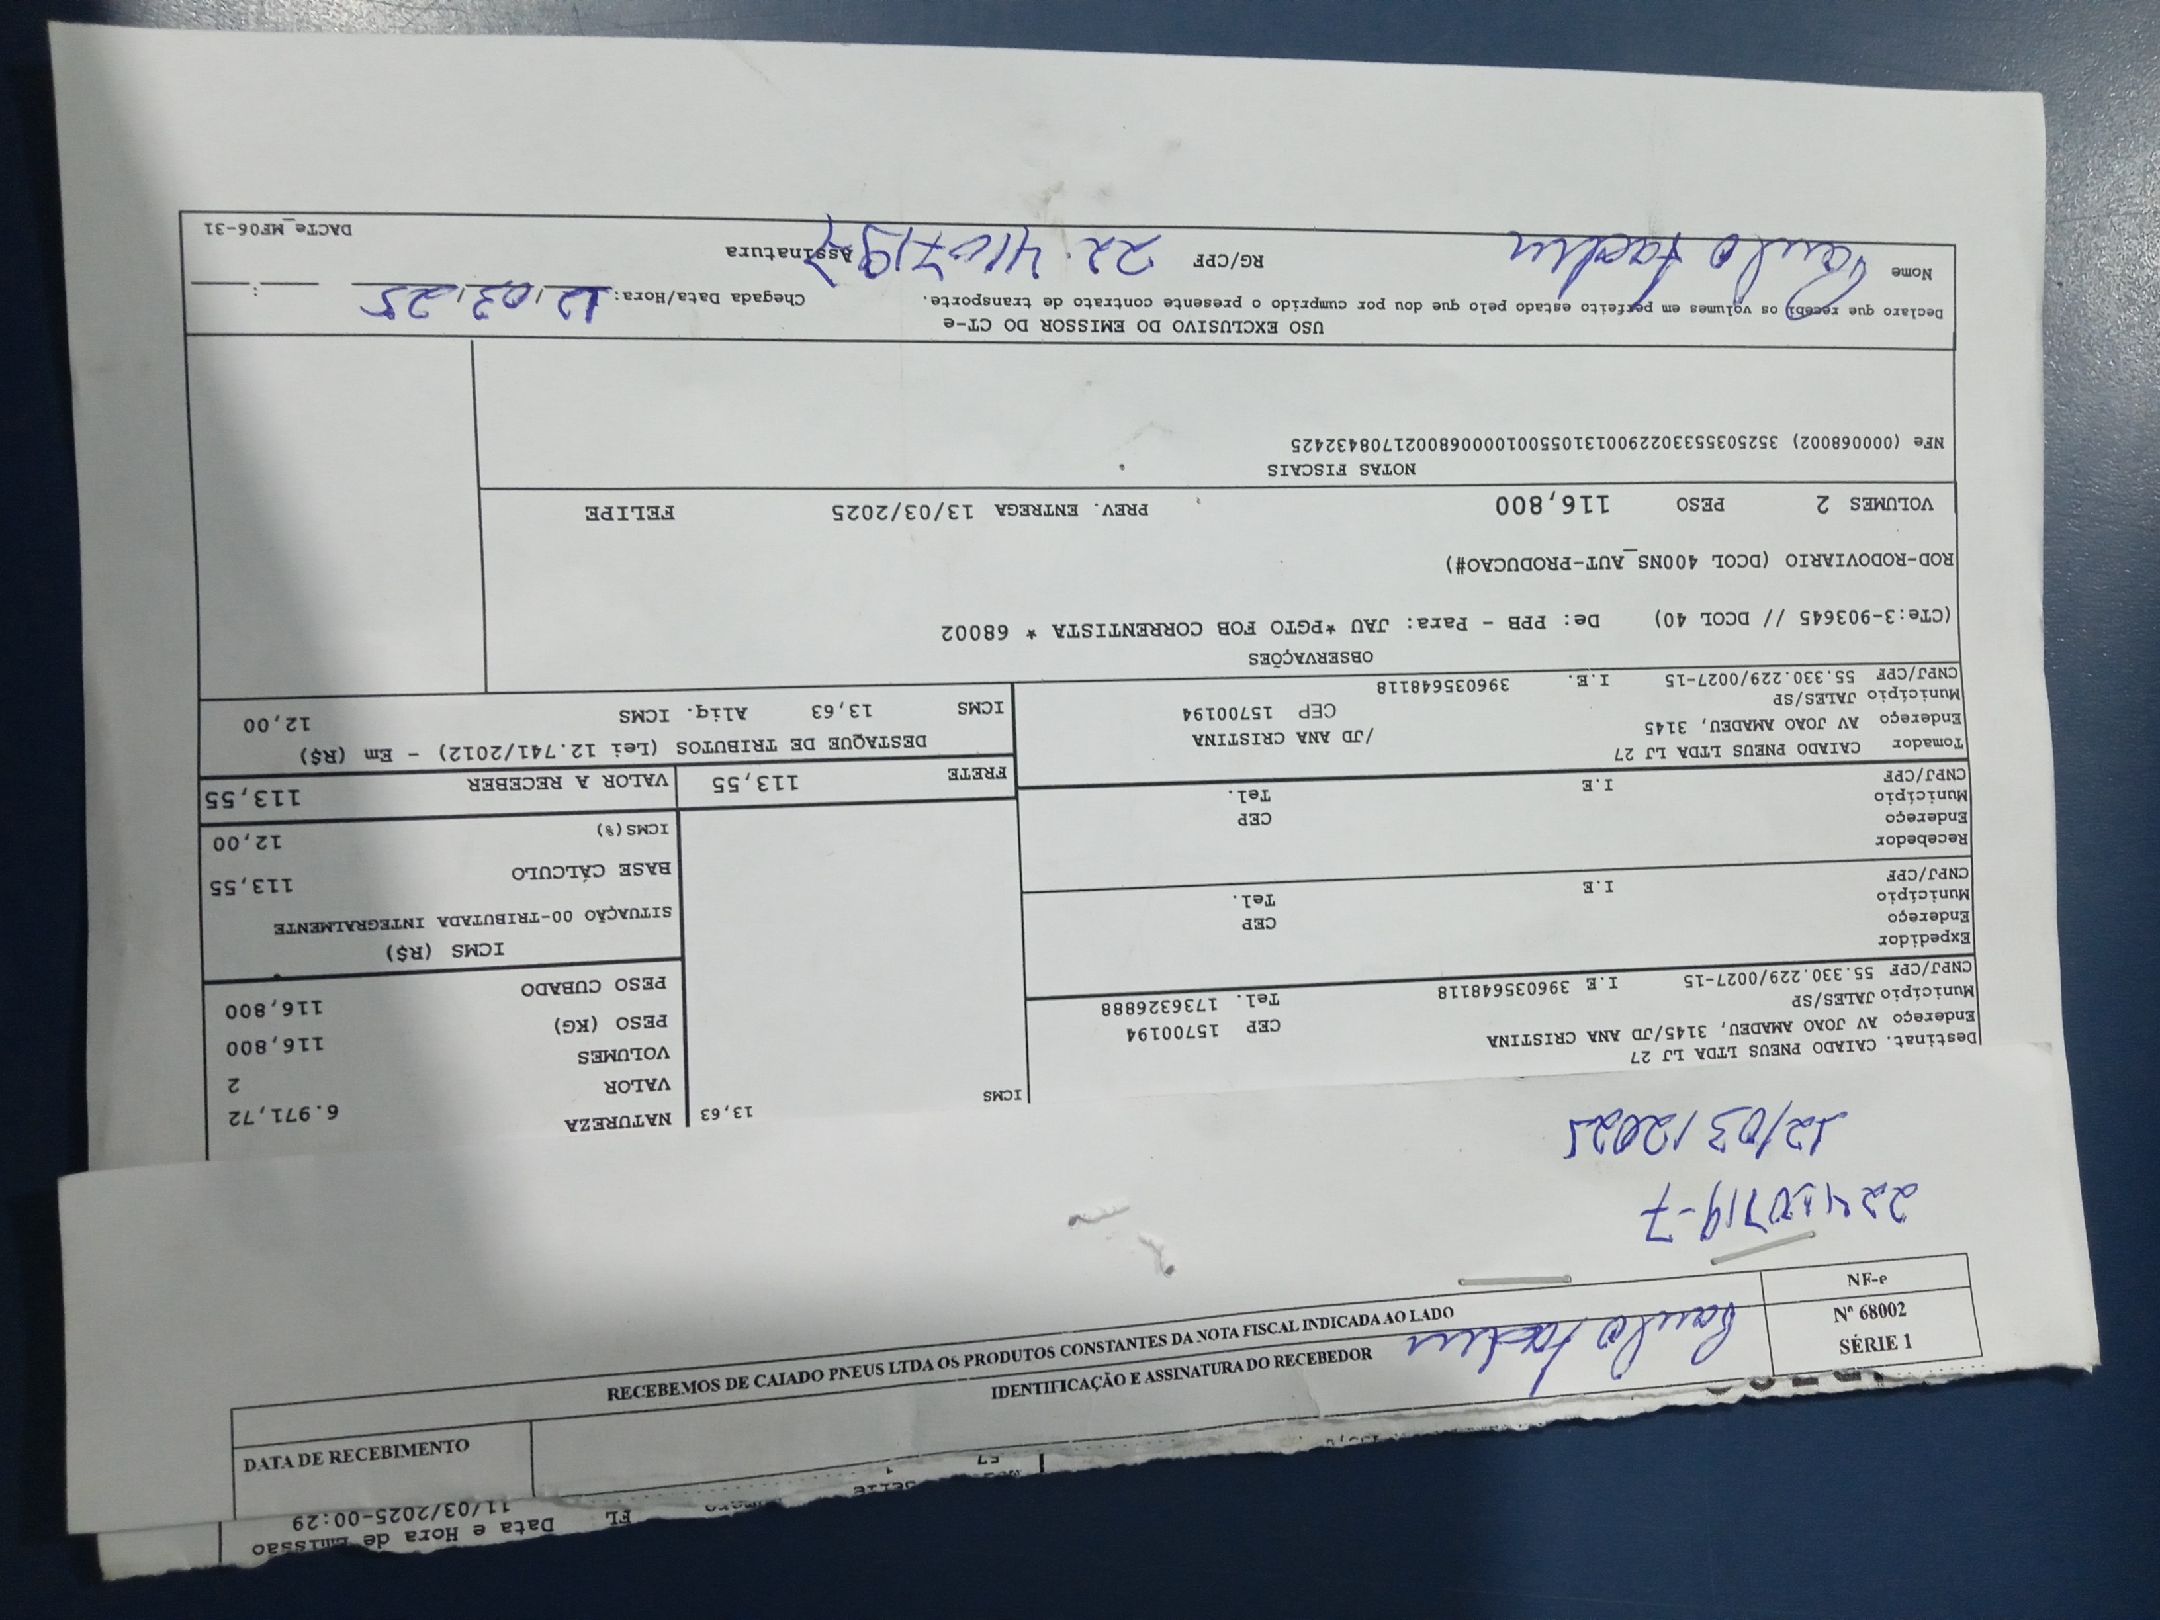 Data e Hora de Emissao
FL
11/03/2025-00:29
RECEBEMOS DE CAIADO PNEUS LTDA OS PRODUTOS CONSTANTES DA NOTA FISCAL INDICADA AO LADO
NF-e
Nº 68002
SÉRIE 1
DATA DE RECEBIMENTO
IDENTIFICAÇÃO E ASSINATURA DO RECEBEDOR
Paulo
12/03/2025
ICMS
13,63
NATUREZA
VALOR 6.971,72
VOLUMES 2
PESO (KG) 116,800
PESO CUBADO 116,800
ICMS (R$)
SITUAÇÃO 00-TRIBUTADA INTEGRALMENTE
BASE CÁLCULO 113,55
ICMS(%) 12,00
FRETE 113,55 VALOR A RECEBER 113,55
DESTAQUE DE TRIBUTOS (Lei 12.741/2012) - Em (R$)
ICMS 13,63 Aliq. ICMS 12,00
Destinat. CAIADO PNEUS LTDA LJ 27
Endereço AV JOAO AMADEU, 3145/JD ANA CRISTINA CEP 15700194
Município JALES/SP Tel. 1736326888
CNPJ/CPF 55.330.229/0027-15 I.E 396035648118
Expedidor
Endereço CEP
Município Tel.
CNPJ/CPF I.E
Recebedor
Endereço CEP
Município Tel.
CNPJ/CPF I.E
Tomador CAIADO PNEUS LTDA LJ 27
Endereço AV JOAO AMADEU, 3145 /JD ANA CRISTINA
Município JALES/SP CEP 15700194
CNPJ/CPF 55.330.229/0027-15 I.E. 396035648118
OBSERVAÇÕES
(CTe:3-903645 // DCOL 40) De: PPB - Para: JAU *PGTO FOB CORRENTISTA * 68002
ROD-RODOVIARIO (DCOL 400NS_AUT-PRODUCAO#)
VOLUMES 2 PESO 116,800 PREV. ENTREGA 13/03/2025 FELIPE
NOTAS FISCAIS
NFe (000068002) 35250355330229001310550010000680021708432425
USO EXCLUSIVO DO EMISSOR DO CT-e
Declaro que recebi os volumes em perfeito estado pelo que dou por cumprido o presente contrato de transporte.
Chegada Data/Hora: 12/03/25 :
Nome Paulo RG/CPF Assinatura
DACTe_MF06-31